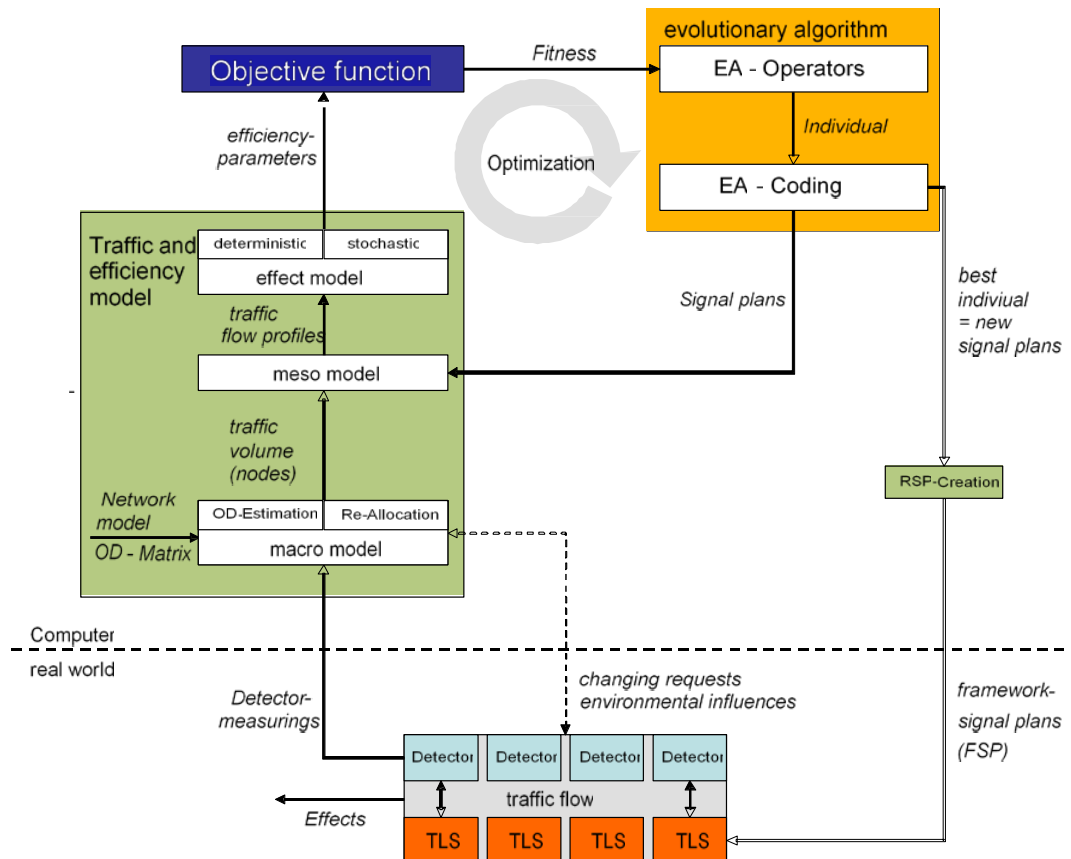 evolutionary algorithm
Objective function
Fitness
EA - Operators
Individual
EA - Coding
Optimization
efficiency-
parameters
Traffic and
efficiency
model
deterministic
stochastic
effect model
traffic
flow profiles
meso model
Signal plans
best
indiviual
= new
signal plans
traffic
volume
(nodes)
RSP-Creation
Network
model
OD - Matrix
OD-Estimation
Re-Allocation
macro model
Computer
real world
Detector-
measurings
changing requests
environmental influences
framework-
signal plans
(FSP)
Detector
Detector
Detector
Detector
traffic flow
Effects
TLS
TLS
TLS
TLS